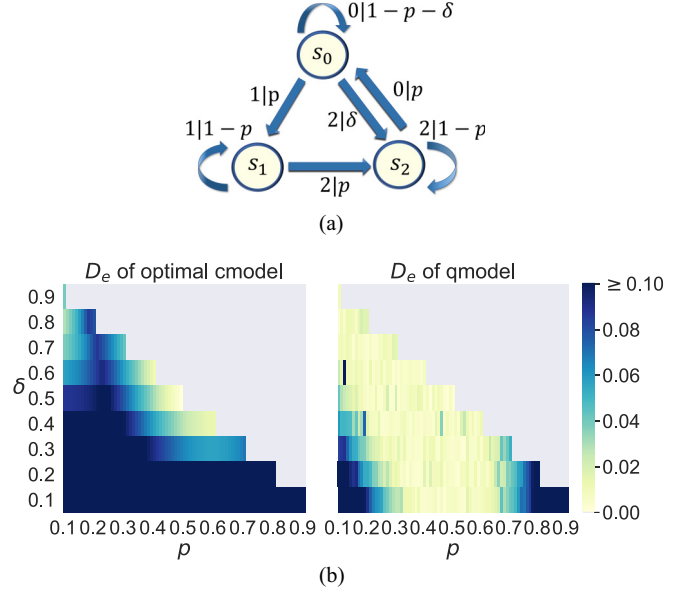 0|1 − p − δ
s₀
1|p
0|p
2|δ
1|1 − p
2|1 − p
s₁
s₂
2|p
(a)
Dₑ of optimal cmodel
Dₑ of qmodel
0.9
0.8
0.7
0.6
0.5
0.4
0.3
0.2
0.1
δ
0.1 0.2 0.3 0.4 0.5 0.6 0.7 0.8 0.9
p
0.1 0.2 0.3 0.4 0.5 0.6 0.7 0.8 0.9
p
≥ 0.10
0.08
0.06
0.04
0.02
0.00
(b)